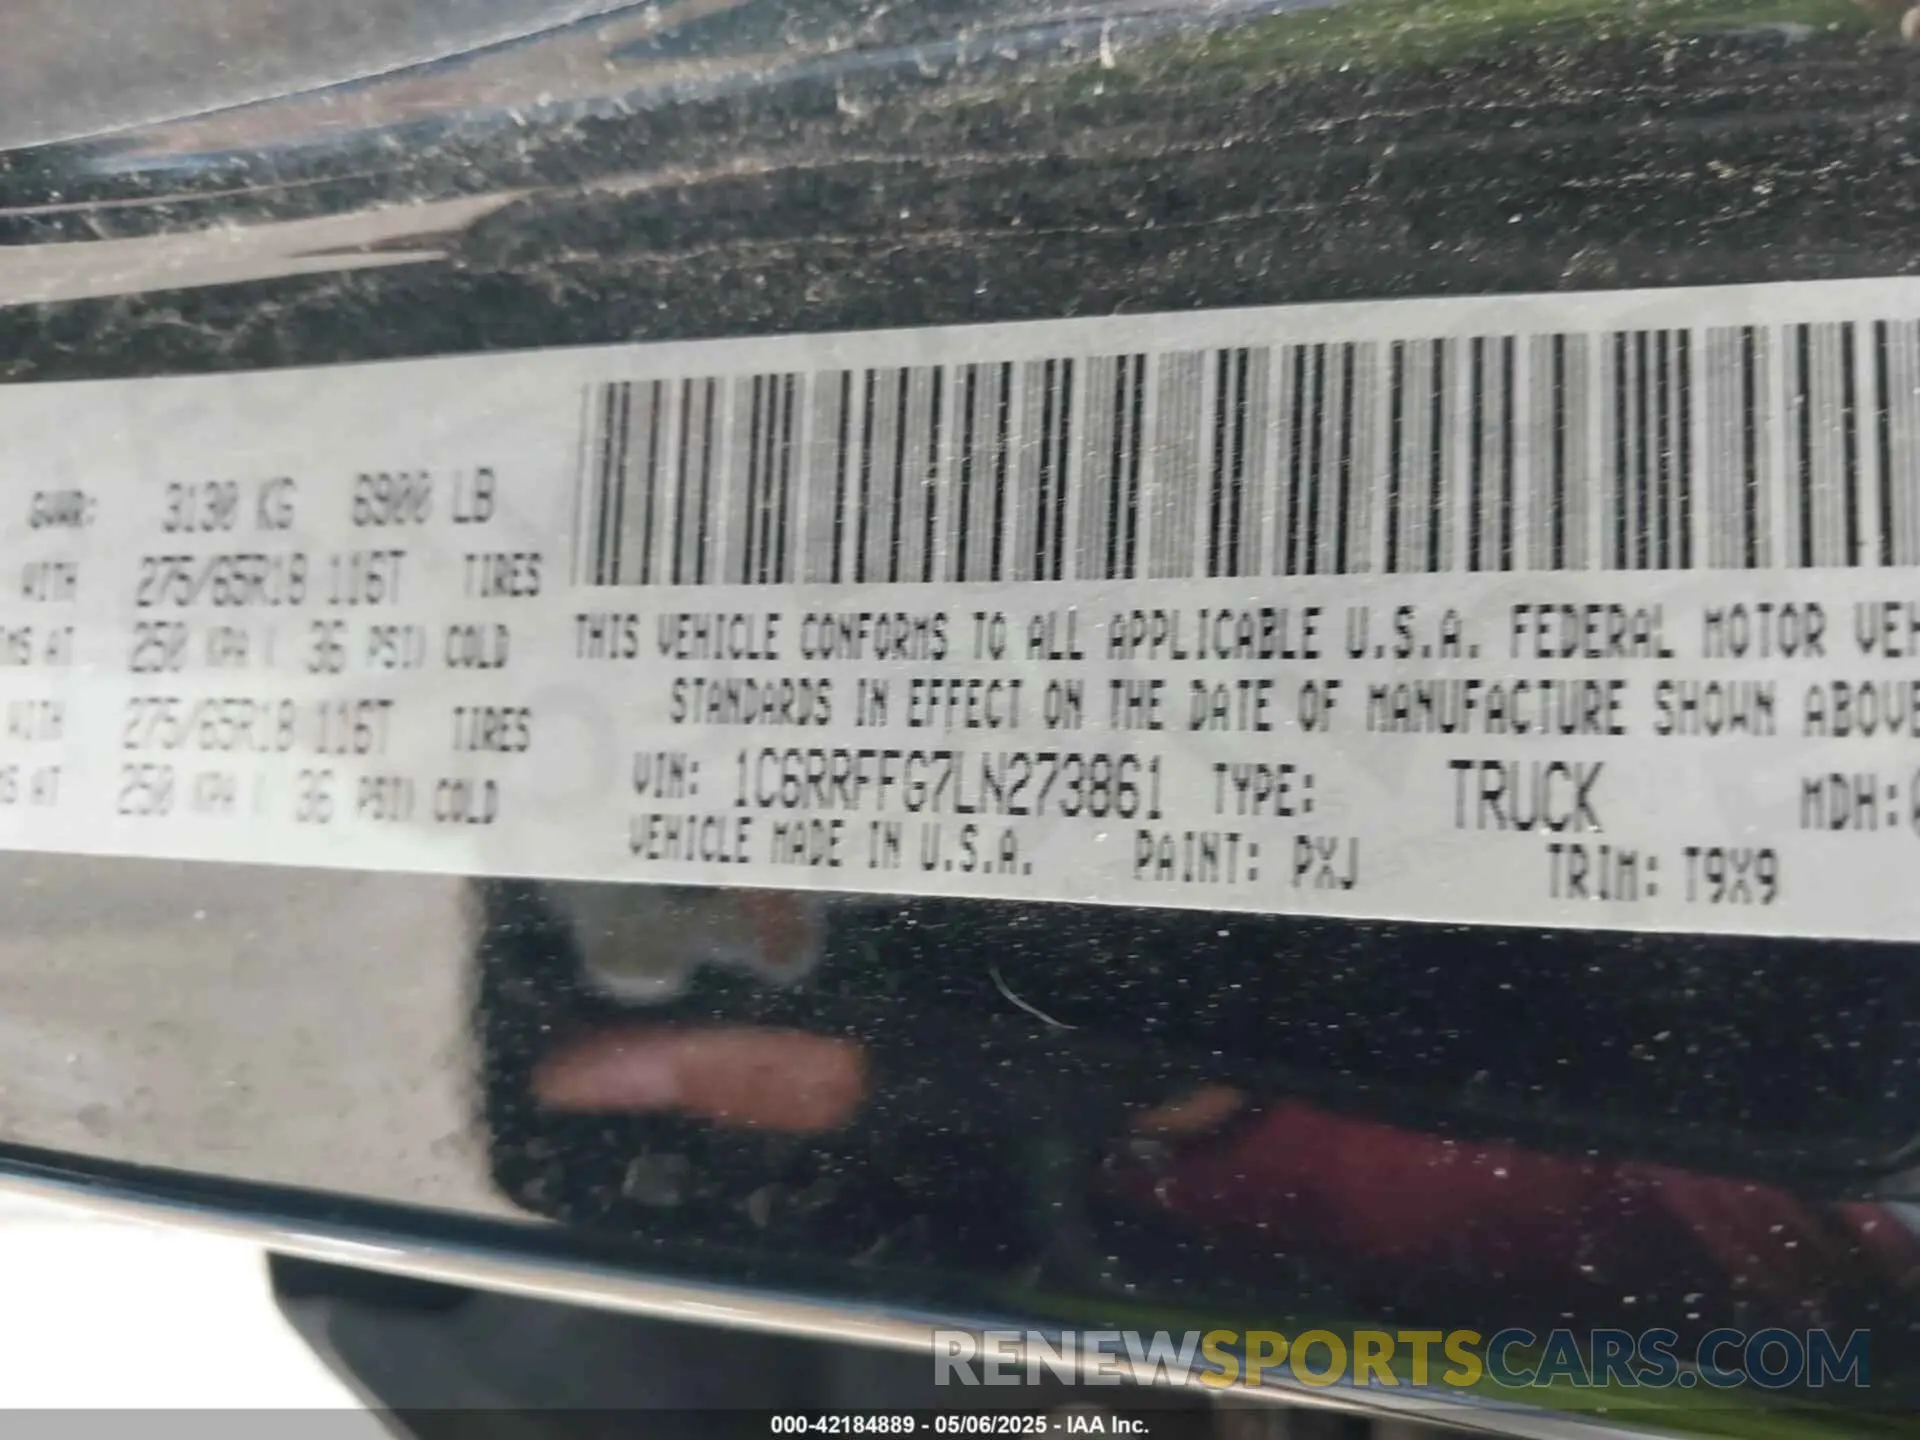 GVWR: 3130 KG 6900 LB
WITH 275/65R18 116T TIRES
MS AT 250 KPA ( 36 PSI) COLD
WITH 275/65R18 116T TIRES
S AT 250 KPA ( 36 PSI) COLD
THIS VEHICLE CONFORMS TO ALL APPLICABLE U.S.A. FEDERAL MOTOR VEH
STANDARDS IN EFFECT ON THE DATE OF MANUFACTURE SHOWN ABOVE
VIN: 1C6RRFFG7LN273861 TYPE: TRUCK MDH:
VEHICLE MADE IN U.S.A. PAINT: PXJ TRIM: T9X9
RENEWSPORTSCARS.COM
000-42184889 - 05/06/2025 - IAA Inc.